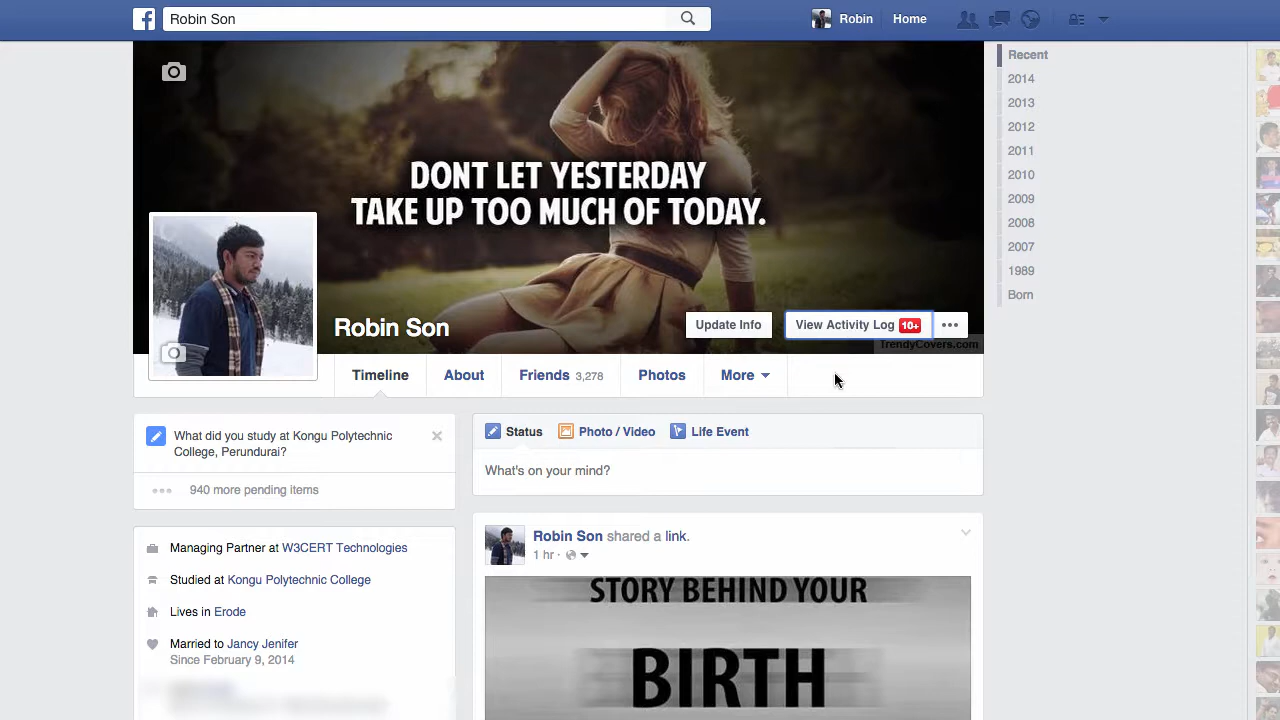 Robin Son
Robin
Home
Recent
2014
2013
2012
2011
2010
2009
2008
2007
1989
Born
DONT LET YESTERDAY
TAKE UP TOO MUCH OF TODAY.
Robin Son
Update Info
View Activity Log 10+
TrendyCovers.com
Timeline
About
Friends 3,278
Photos
More
What did you study at Kongu Polytechnic
College, Perundurai?
940 more pending items
Status
Photo / Video
Life Event
What's on your mind?
Managing Partner at W3CERT Technologies
Studied at Kongu Polytechnic College
Lives in Erode
Married to Jancy Jenifer
Since February 9, 2014
Robin Son shared a link.
1 hr ·
STORY BEHIND YOUR
BIRTH